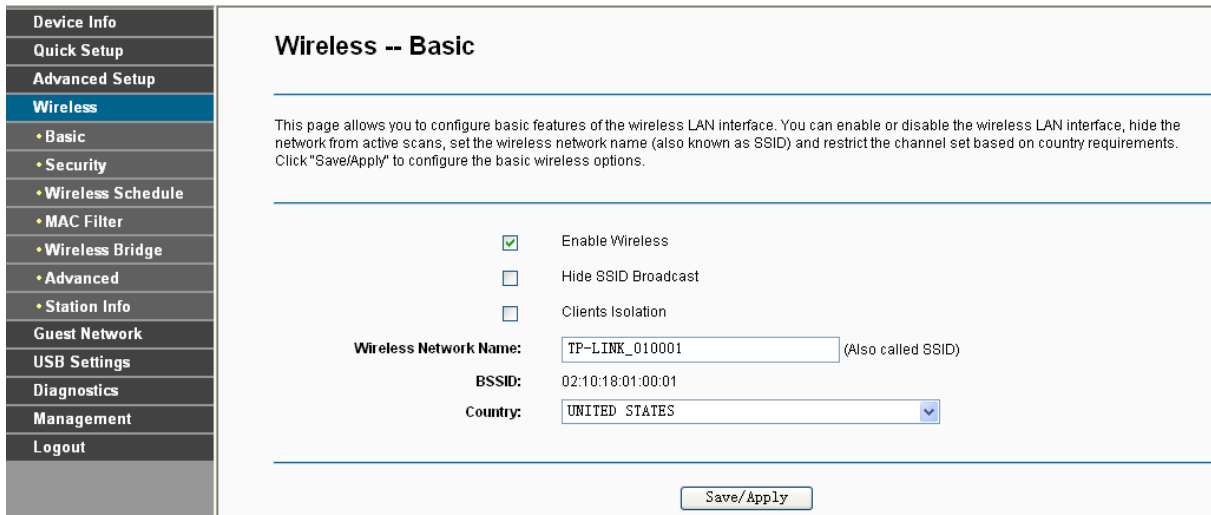 Device Info
Quick Setup
Advanced Setup
Wireless
• Basic
• Security
• Wireless Schedule
• MAC Filter
• Wireless Bridge
• Advanced
• Station Info
Guest Network
USB Settings
Diagnostics
Management
Logout
Wireless -- Basic
This page allows you to configure basic features of the wireless LAN interface. You can enable or disable the wireless LAN interface, hide the
network from active scans, set the wireless network name (also known as SSID) and restrict the channel set based on country requirements.
Click "Save/Apply" to configure the basic wireless options.
Enable Wireless
Hide SSID Broadcast
Clients Isolation
Wireless Network Name: TP-LINK_010001 (Also called SSID)
BSSID: 02:10:18:01:00:01
Country: UNITED STATES
Save/Apply